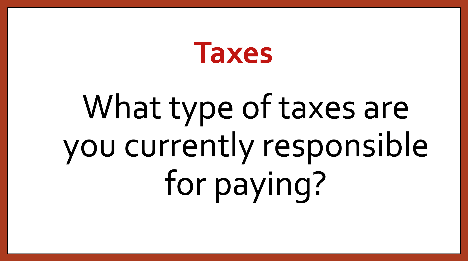 Taxes
What type of taxes are
you currently responsible
for paying?